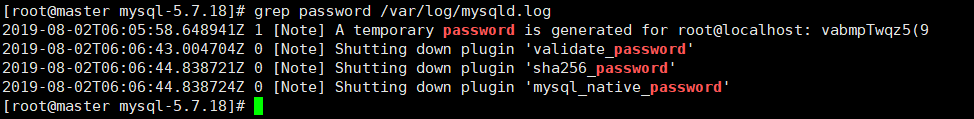 [root@master mysql-5.7.18]# grep password /var/log/mysqld.log
2019-08-02T06:05:58.648941Z 1 [Note] A temporary password is generated for root@localhost: vabmpTwqz5(9
2019-08-02T06:06:43.004704Z 0 [Note] Shutting down plugin 'validate_password'
2019-08-02T06:06:44.838721Z 0 [Note] Shutting down plugin 'sha256_password'
2019-08-02T06:06:44.838724Z 0 [Note] Shutting down plugin 'mysql_native_password'
[root@master mysql-5.7.18]#